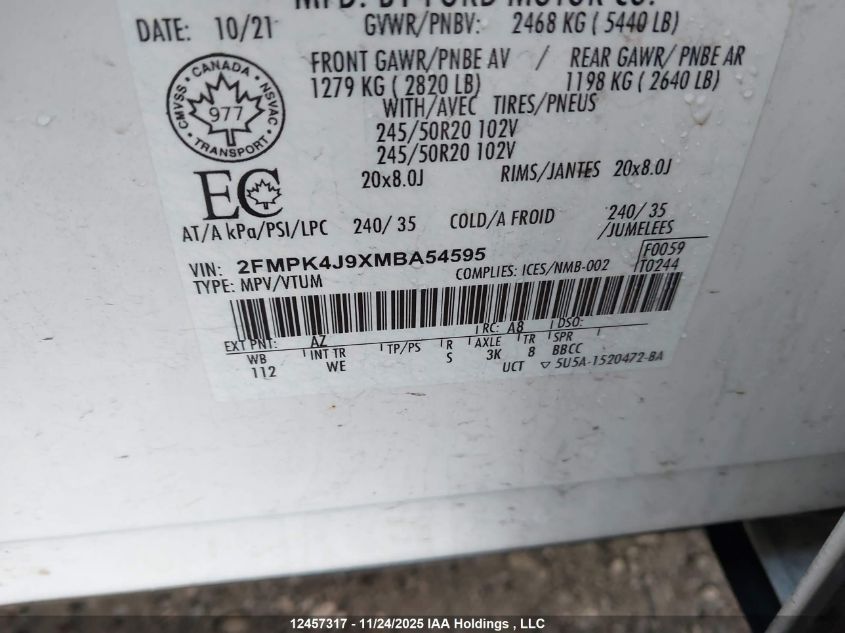 MFD. BY FORD MOTOR CO.
DATE: 10/21 GVWR/PNBV: 2468 KG ( 5440 LB)
FRONT GAWR/PNBE AV / REAR GAWR/ PNBE AR
1279 KG ( 2820 LB) 1198 KG ( 2640 LB)
WITH/AVEC TIRES/PNEUS
245/50R20 102V
245/50R20 102V
20x8.0J RIMS/JANTES 20x8.0J
CANADA
CMVSS NSVAC
977
TRANSPORT
EC
AT/A kPa/PSI/LPC 240/ 35 COLD/A FROID 240/ 35
/JUMELEES
VIN: 2FMPK4J9XMBA54595 F0059
TYPE: MPV/VTUM COMPLIES: ICES/NMB-002 T0244
EXT PNT: AZ RC: A8 DSO:
WB INT TR TP/PS R AXLE TR SPR
112 WE S 3K 8 BBCC
UCT ▽ 5U5A-1520472-BA
12457317 - 11/24/2025 IAA Holdings , LLC